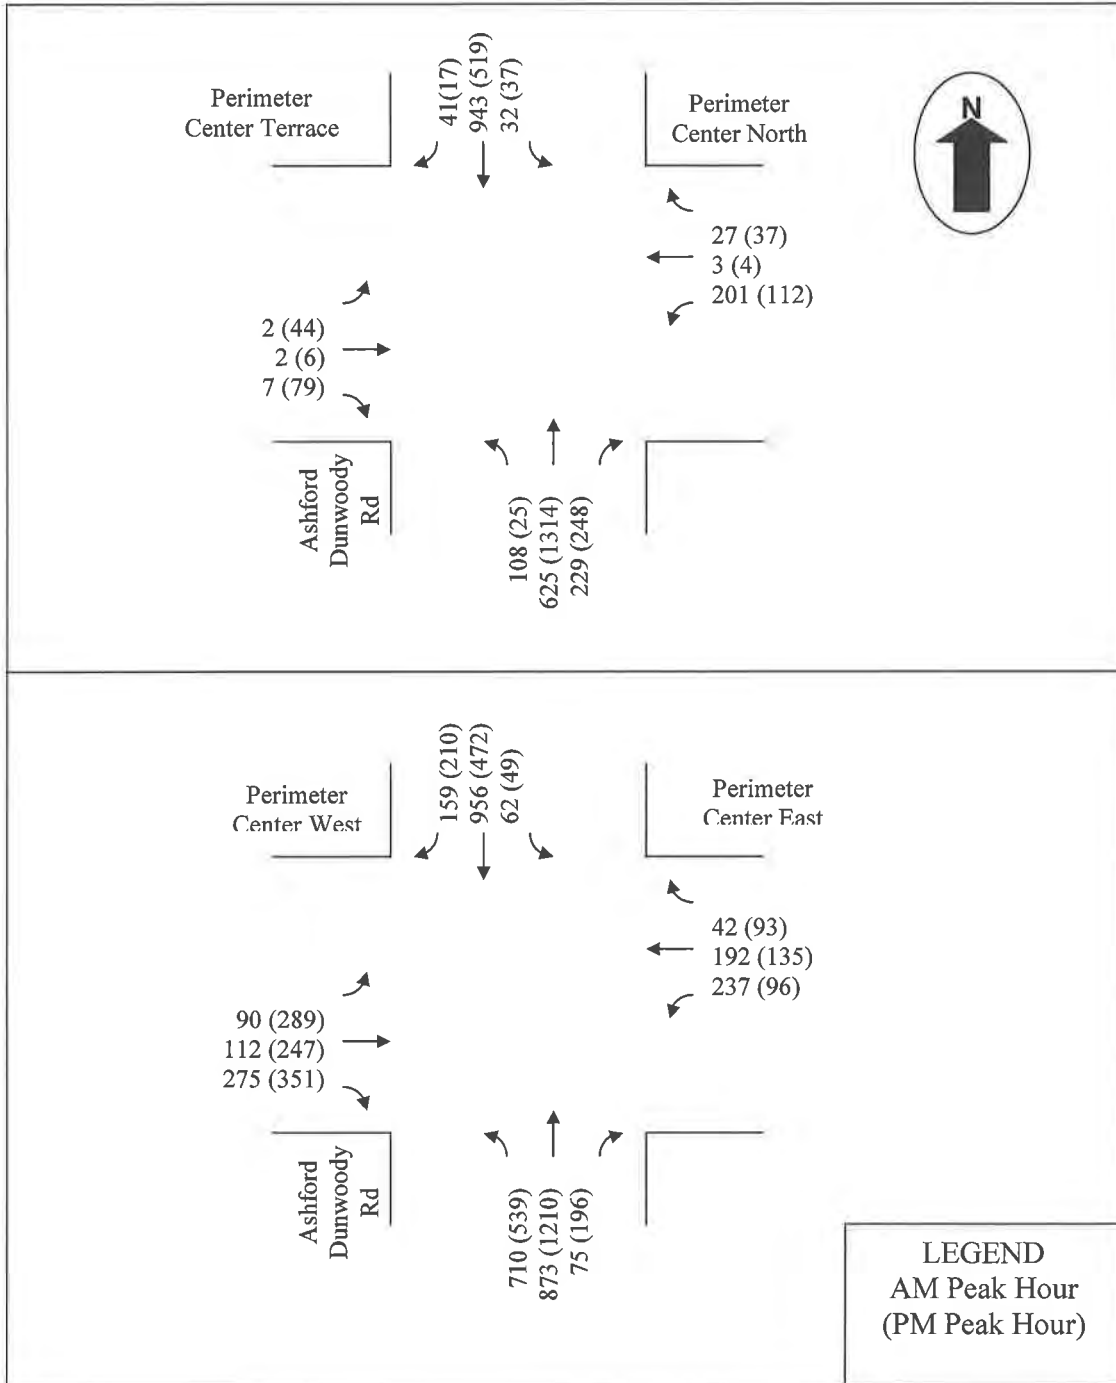 Perimeter
Center Terrace
41(17)
943 (519)
32 (37)
Perimeter
Center North
N
27 (37)
3 (4)
201 (112)
2 (44)
2 (6)
7 (79)
Ashford
Dunwoody
Rd
108 (25)
625 (1314)
229 (248)
Perimeter
Center West
159 (210)
956 (472)
62 (49)
Perimeter
Center East
42 (93)
192 (135)
237 (96)
90 (289)
112 (247)
275 (351)
Ashford
Dunwoody
Rd
710 (539)
873 (1210)
75 (196)
LEGEND
AM Peak Hour
(PM Peak Hour)